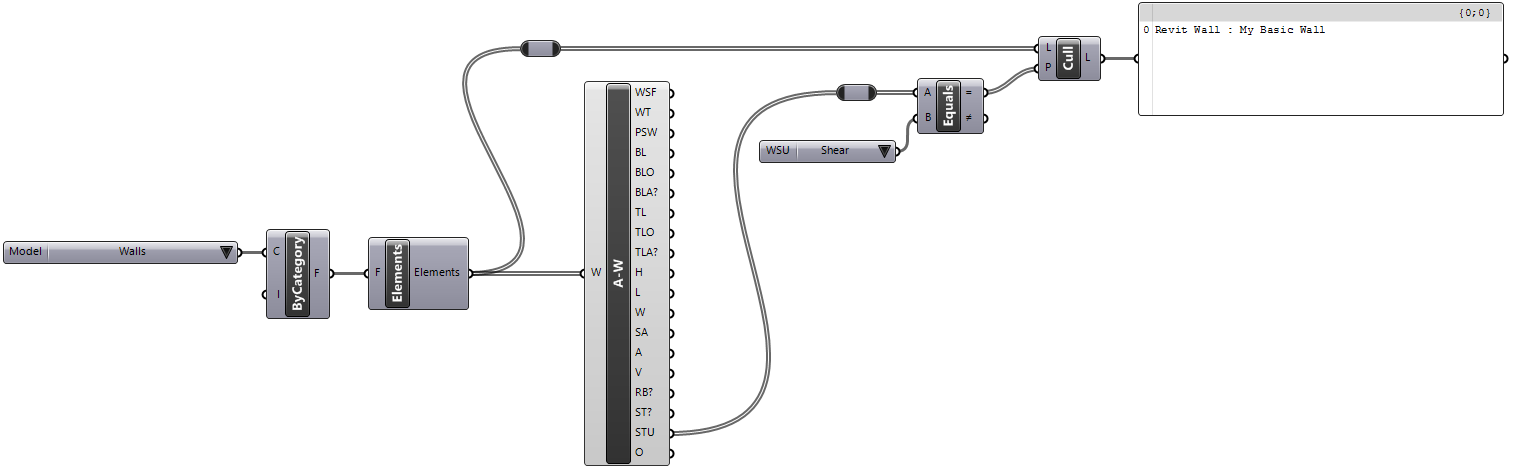 Model Walls
C
I
ByCategory
F
F
Elements
Elements
W
A-W
WSF
WT
PSW
BL
BLO
BLA?
TL
TLO
TLA?
H
L
W
SA
A
V
RB?
ST?
STU
O
WSU Shear
A
B
Equals
=
≠
L
P
Cull
L
{0;0}
0 Revit Wall : My Basic Wall